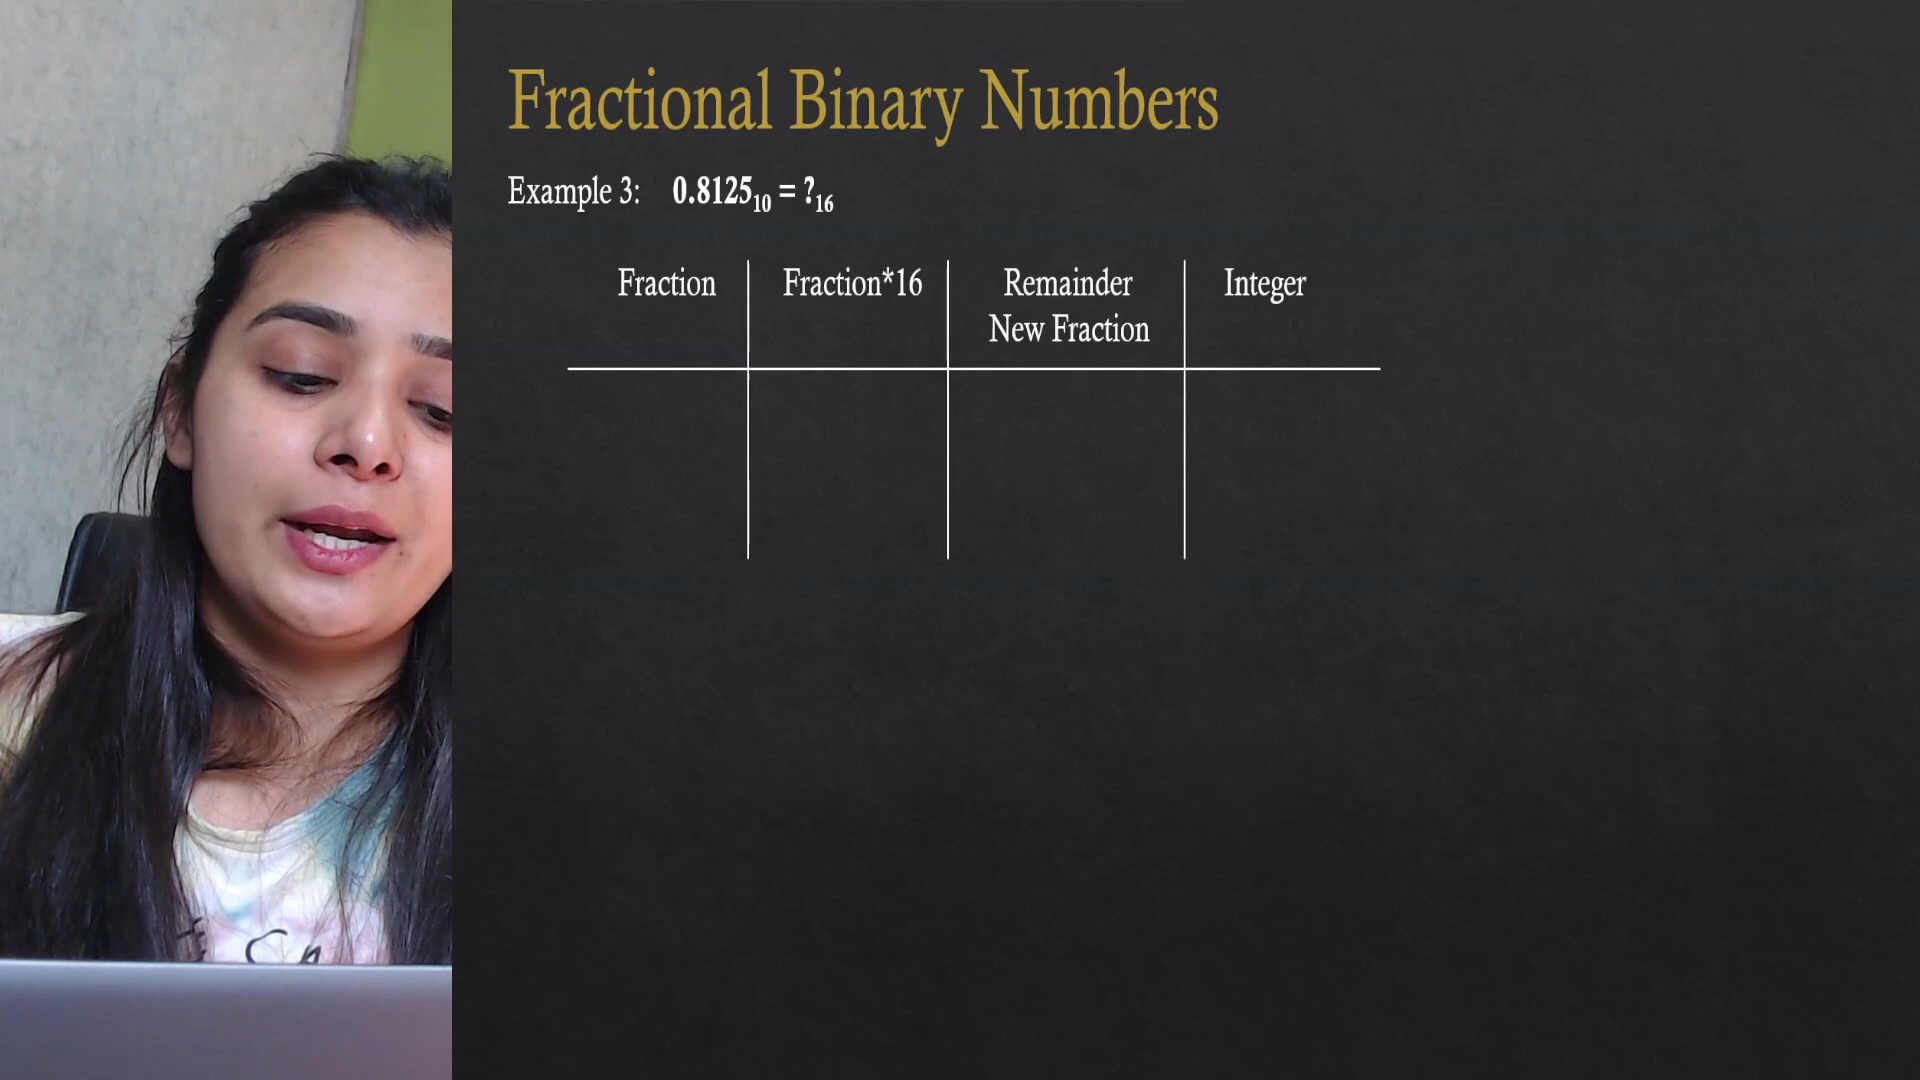 Fractional Binary Numbers
Example 3: 0.8125₁₀ = ?₁₆
Fraction
Fraction*16
Remainder
New Fraction
Integer